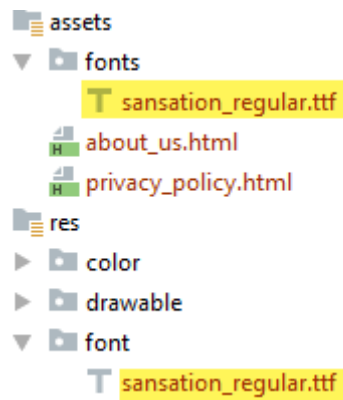 assets
fonts
sansation_regular.ttf
about_us.html
privacy_policy.html
res
color
drawable
font
sansation_regular.ttf